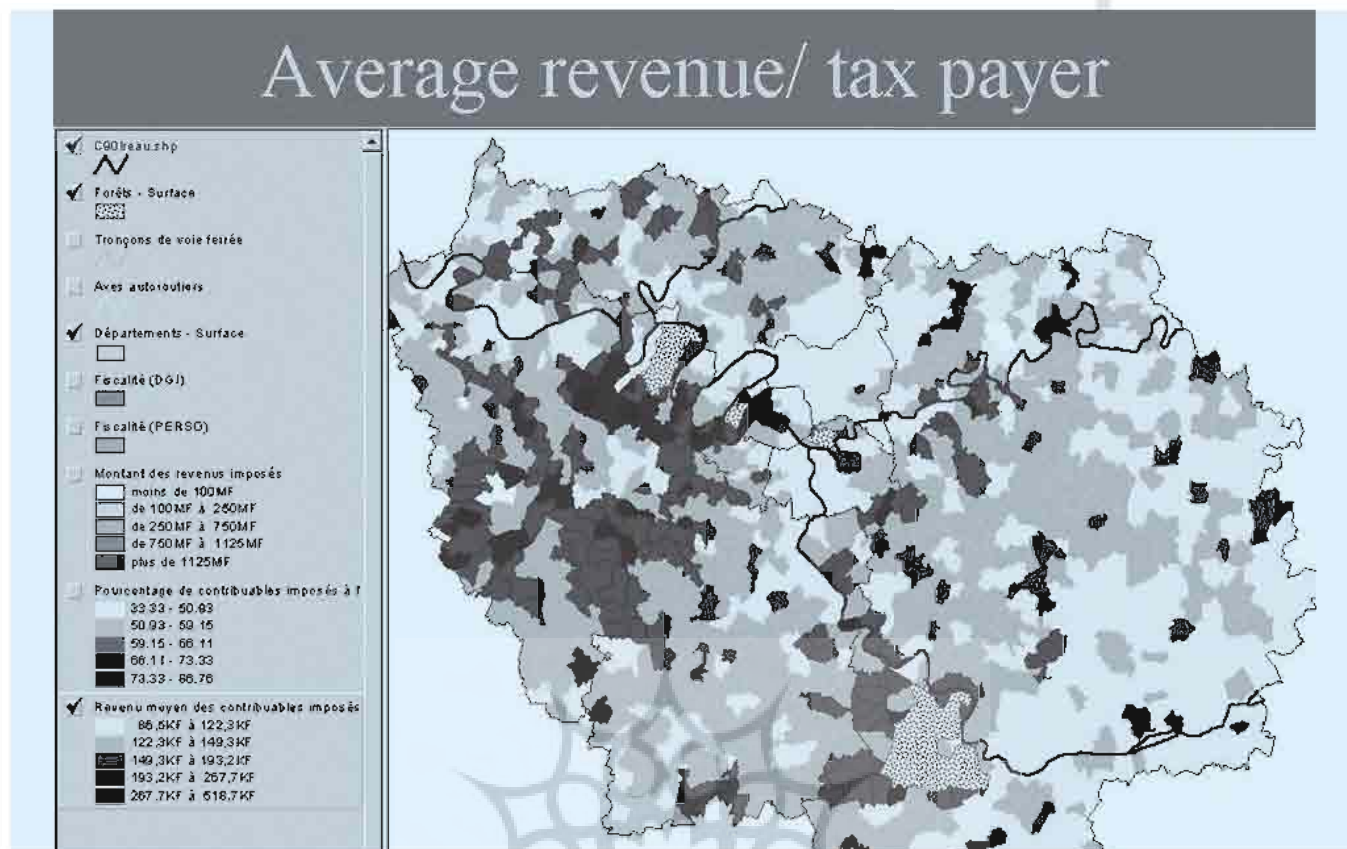 Average revenue/ tax payer
C90lreau.shp
Forêts - Surface
Tronçons de voie ferrée
Axes autoroutiers
Départements - Surface
Fiscalité (DGI)
Fiscalité (PERSO)
Montant des revenus imposés
moins de 100MF
de 100MF à 250MF
de 250MF à 750MF
de 750MF à 1125MF
plus de 1125MF
Pourcentage de contribuables imposés à l
33.33 - 50.93
50.93 - 59.15
59.15 - 66.11
66.11 - 73.33
73.33 - 86.76
Revenu moyen des contribuables imposés
86,5KF à 122,3KF
122,3KF à 149,3KF
149,3KF à 193,2KF
193,2KF à 267,7KF
267,7KF à 518,7KF